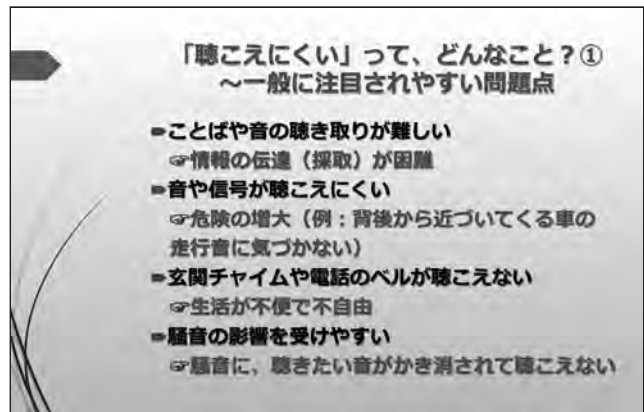 「聴こえにくい」って、どんなこと？①
～一般に注目されやすい問題点
➨ことばや音の聴き取りが難しい
☞情報の伝達（採取）が困難
➨音や信号が聴こえにくい
☞危険の増大（例：背後から近づいてくる車の
走行音に気づかない）
➨玄関チャイムや電話のベルが聴こえない
☞生活が不便で不自由
➨騒音の影響を受けやすい
☞騒音に、聴きたい音がかき消されて聴こえない